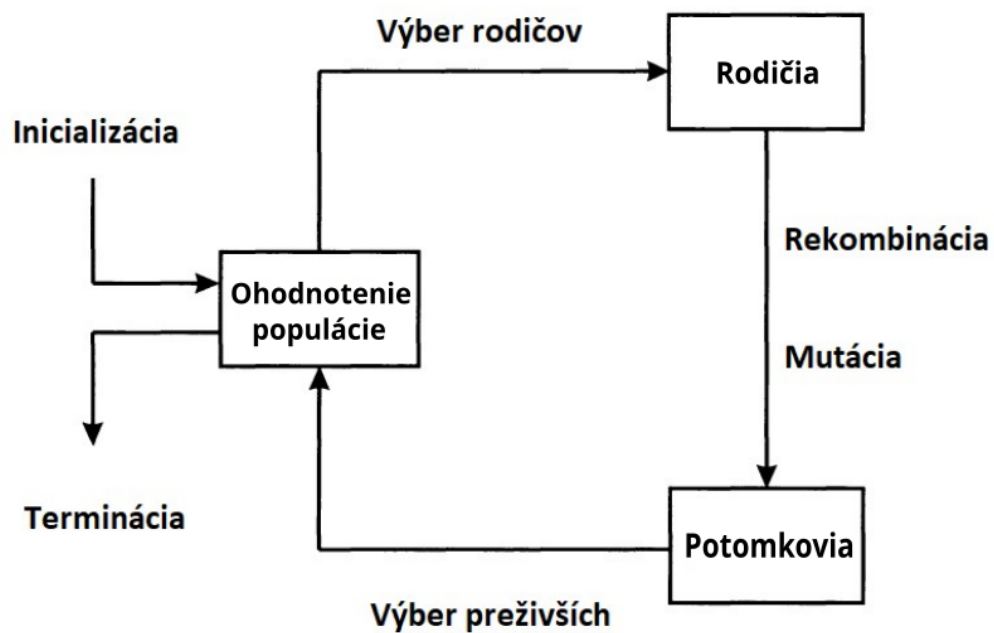 Výber rodičov
Rodičia
Inicializácia
Rekombinácia
Ohodnotenie
populácie
Mutácia
Terminácia
Potomkovia
Výber preživších